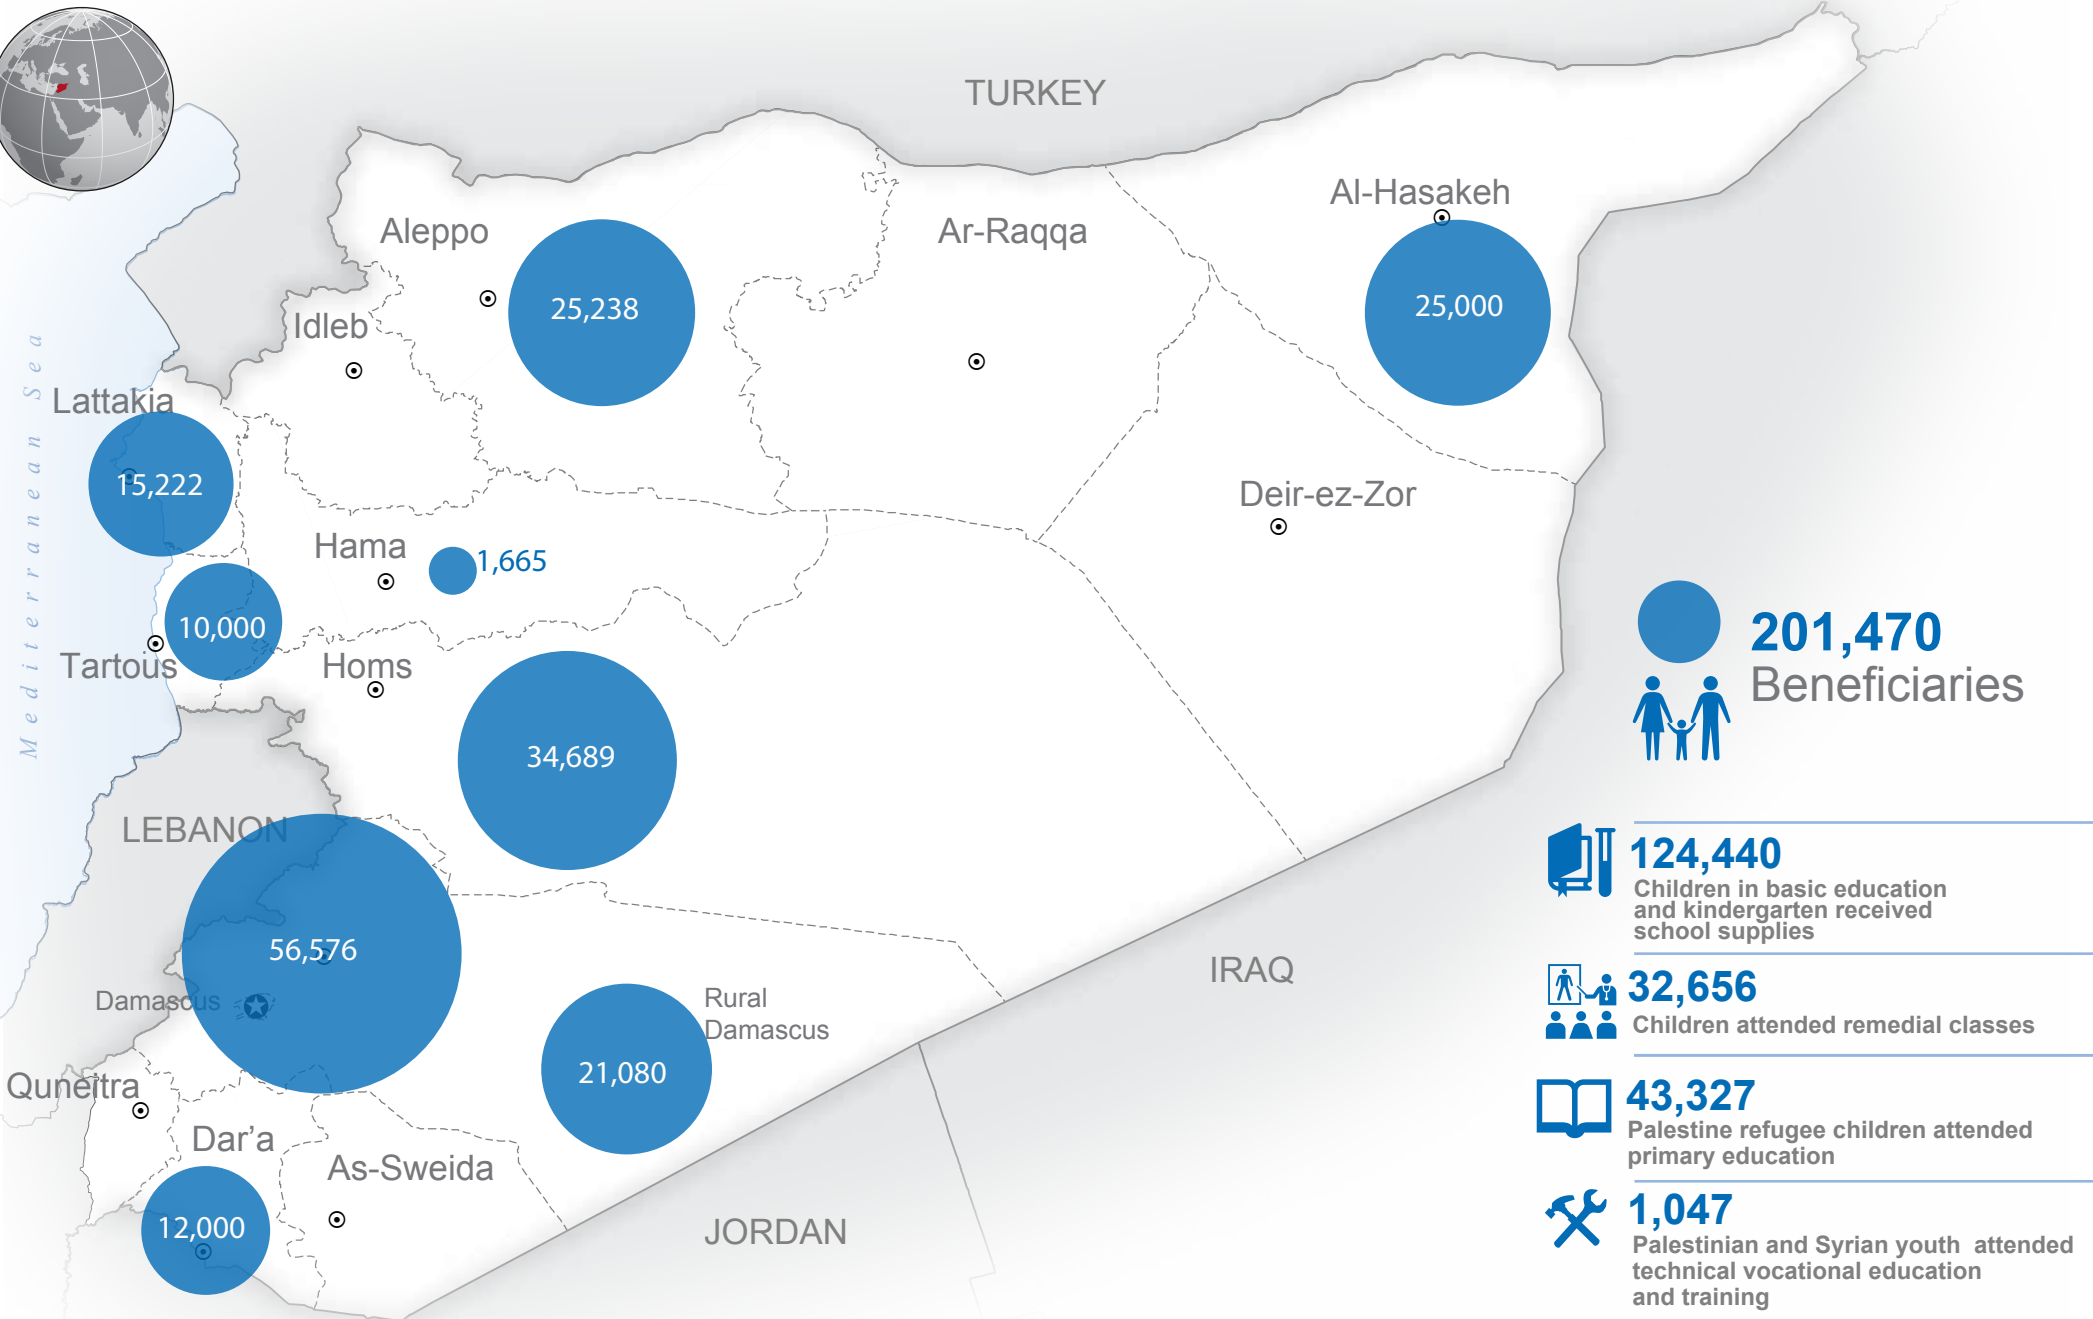 TURKEY
Al-Hasakeh
Aleppo
Ar-Raqqa
25,238
25,000
Idleb
Mediterranean Sea
Lattakia
15,222
Deir-ez-Zor
Hama
1,665
10,000
Tartous
Homs
34,689
LEBANON
56,576
IRAQ
Damascus
Rural
Damascus
21,080
Quneitra
Dar'a
As-Sweida
12,000
JORDAN
201,470
Beneficiaries
124,440
Children in basic education
and kindergarten received
school supplies
32,656
Children attended remedial classes
43,327
Palestine refugee children attended
primary education
1,047
Palestinian and Syrian youth attended
technical vocational education
and training